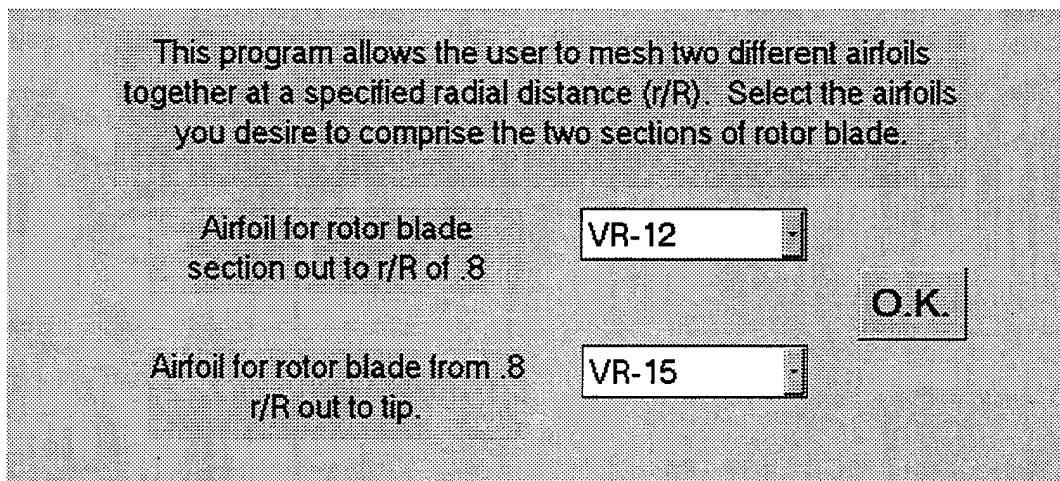 This program allows the user to mesh two different airfoils
together at a specified radial distance (r/R). Select the airfoils
you desire to comprise the two sections of rotor blade.
Airfoil for rotor blade
section out to r/R of .8
VR-12
O.K.
Airfoil for rotor blade from .8
r/R out to tip.
VR-15